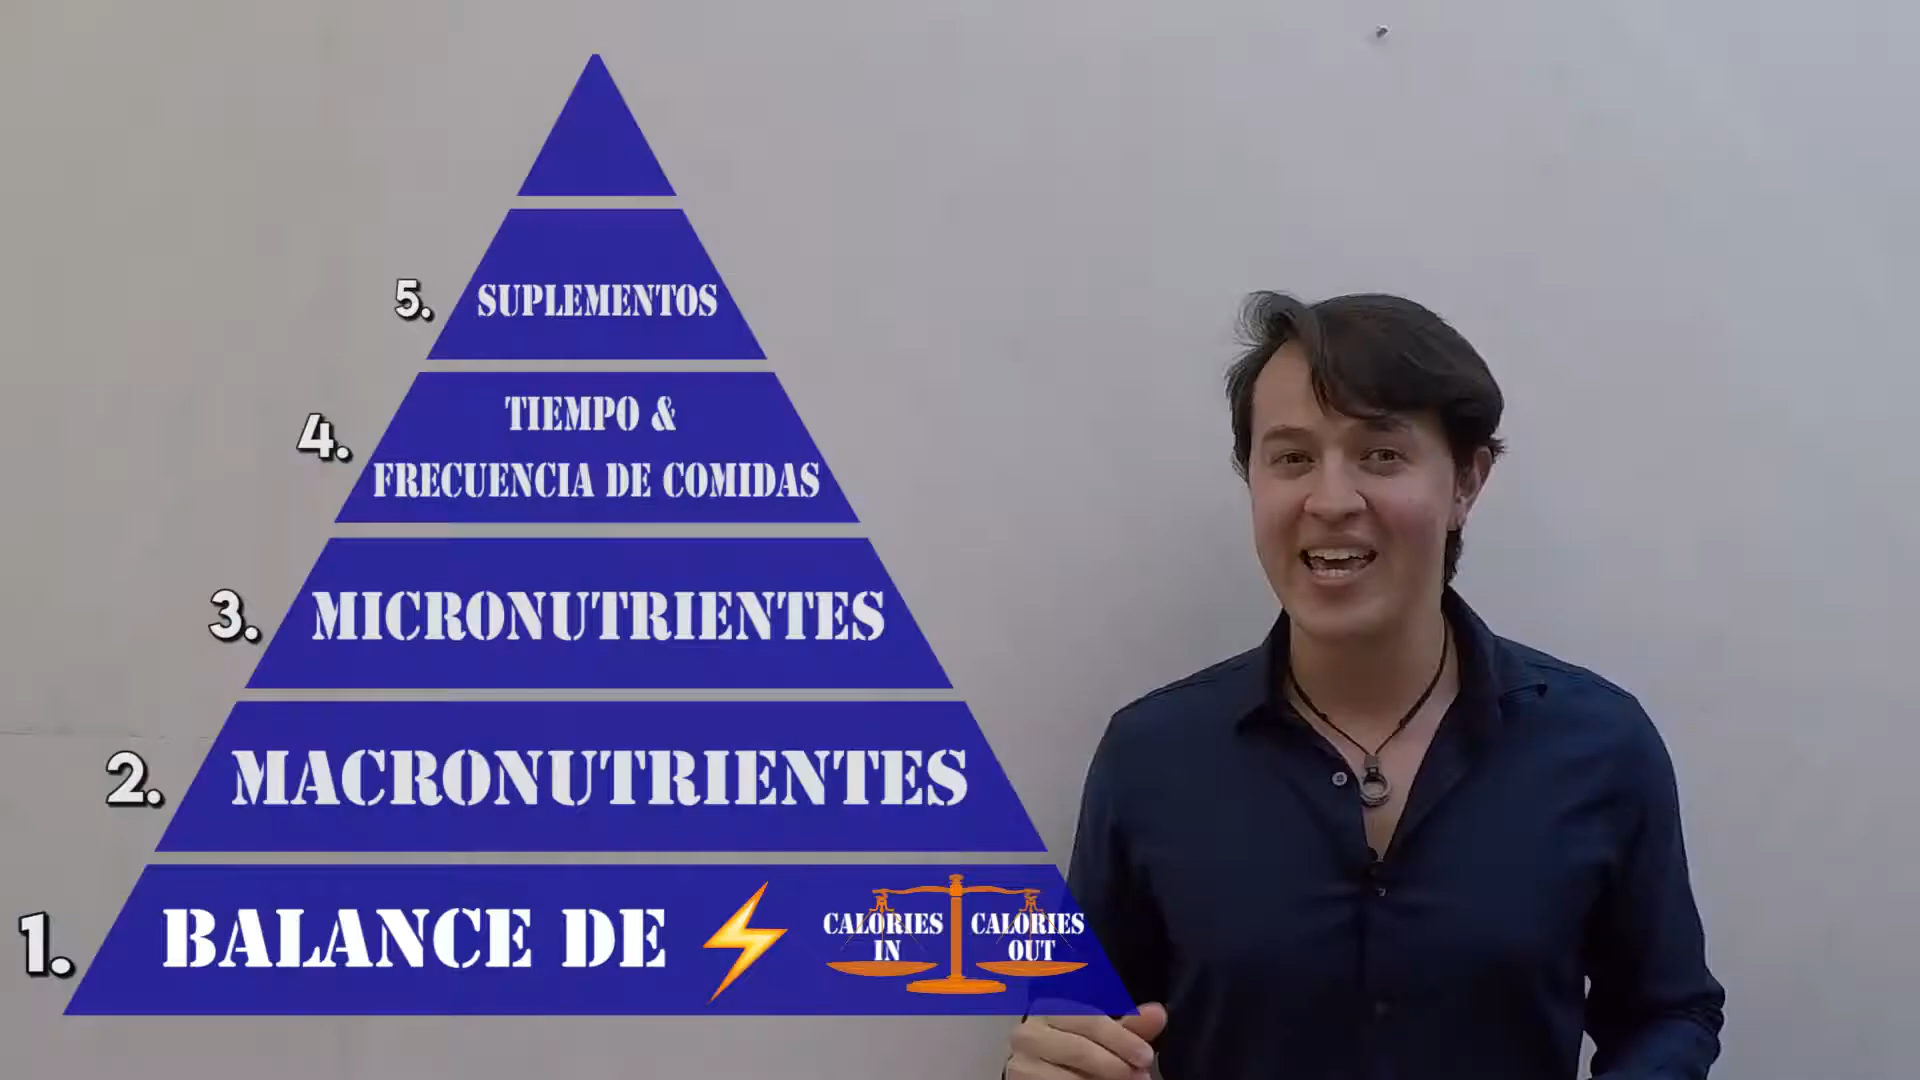 5. SUPLEMENTOS
4. TIEMPO &
FRECUENCIA DE COMIDAS
3. MICRONUTRIENTES
2. MACRONUTRIENTES
1. BALANCE DE ⚡
CALORIES
IN
CALORIES
OUT